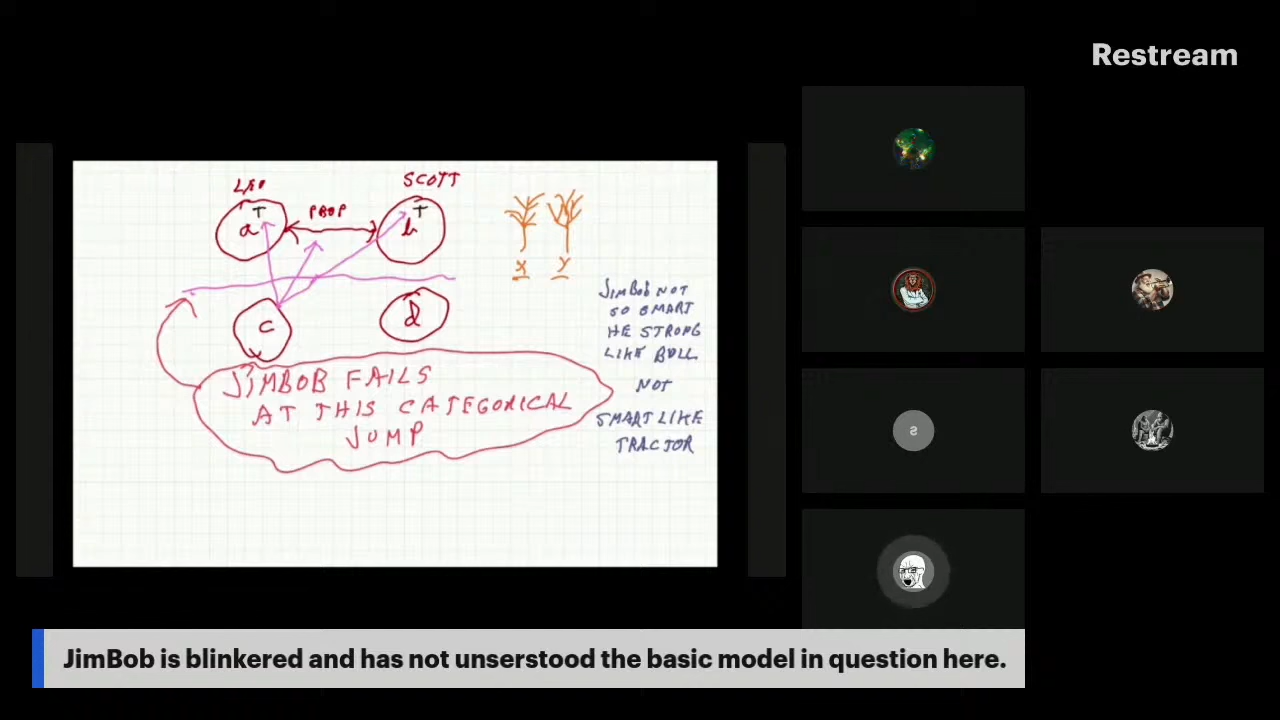 Restream
LEO
SCOTT
T
T
PROP
a
b
x
y
c
d
JIMBOB NOT
SO SMART
HE STRONG
LIKE BULL
NOT
SMART LIKE
TRACTOR
JIMBOB FAILS
AT THIS CATEGORICAL
JUMP
s
JimBob is blinkered and has not unserstood the basic model in question here.